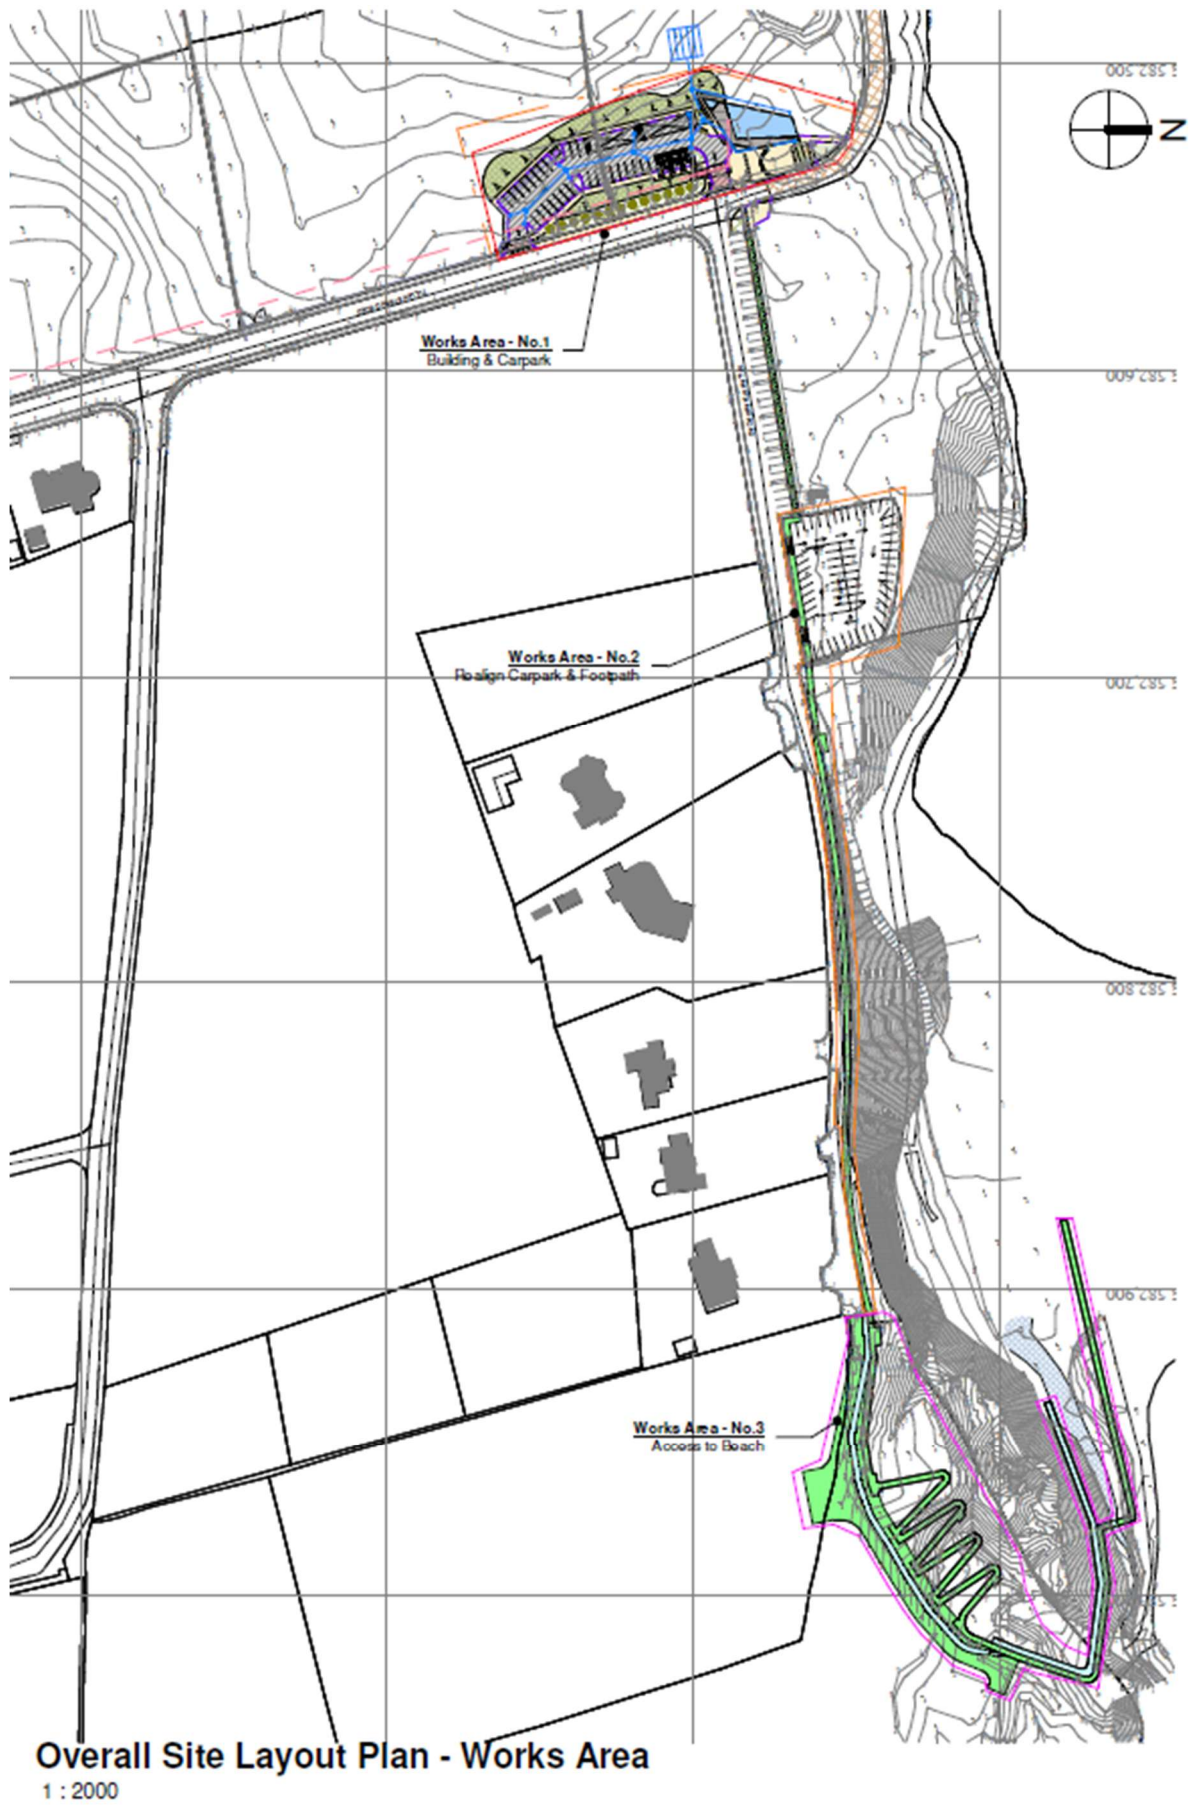 N
Works Area - No.1
Building & Carpark
Works Area - No.2
Realign Carpark & Footpath
Works Area - No.3
Access to Beach
Overall Site Layout Plan - Works Area
1 : 2000